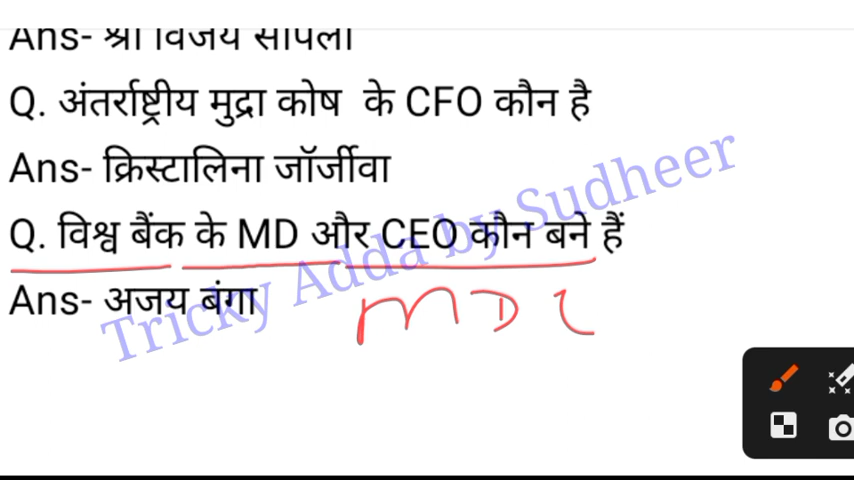 Ans- श्री विजय सांपला
Q. अंतर्राष्ट्रीय मुद्रा कोष के CFO कौन है
Ans- क्रिस्टालिना जॉर्जीवा
Q. विश्व बैंक के MD और CEO कौन बने हैं
Ans- अजय बंगा
MD
Tricky Adda by Sudheer